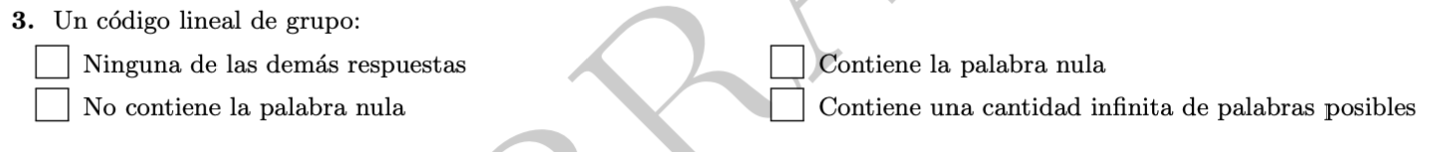 3. Un código lineal de grupo:
Ninguna de las demás respuestas
Contiene la palabra nula
No contiene la palabra nula
Contiene una cantidad infinita de palabras posibles